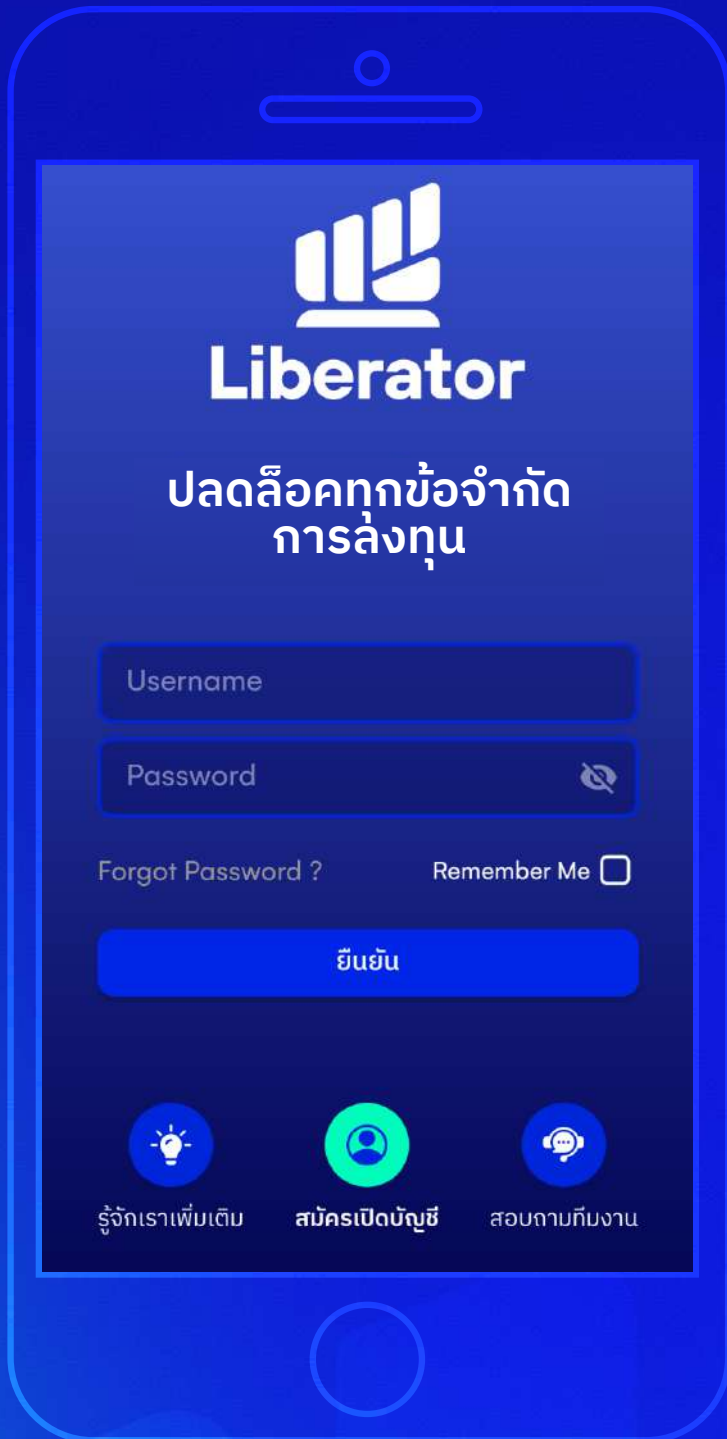 Liberator
ปลดล็อคทุกข้อจำกัด
การลงทุน
Username
Password
Forgot Password ?
Remember Me
ยืนยัน
รู้จักเราเพิ่มเติม
สมัครเปิดบัญชี
สอบถามทีมงาน